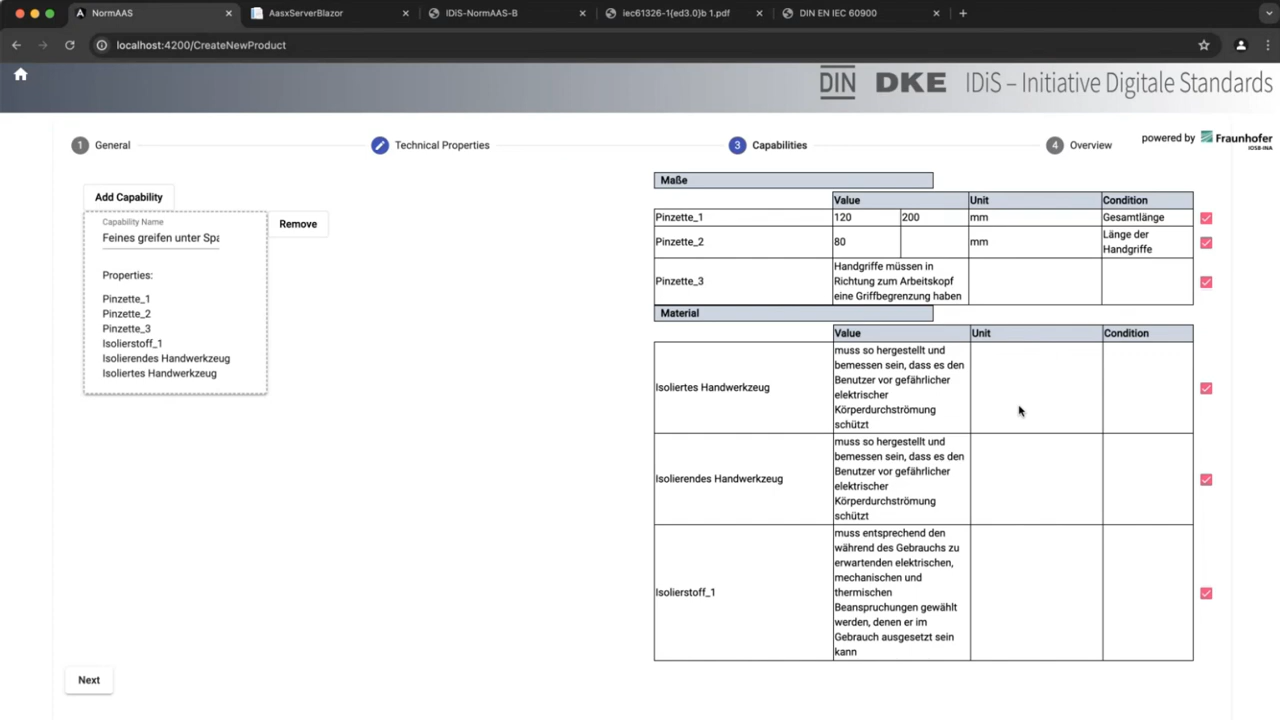 NormAAS
AasxServerBlazor
IDiS-NormAAS-B
iec61326-1{ed3.0}b 1.pdf
DIN EN IEC 60900
localhost:4200/CreateNewProduct
DIN DKE IDiS – Initiative Digitale Standards
1 General
Technical Properties
3 Capabilities
4 Overview
powered by Fraunhofer
IOSB-INA
Add Capability
Capability Name
Feines greifen unter Spa
Remove
Properties:
Pinzette_1
Pinzette_2
Pinzette_3
Isolierstoff_1
Isolierendes Handwerkzeug
Isoliertes Handwerkzeug
Maße
Value Unit Condition
Pinzette_1 120 200 mm Gesamtlänge
Pinzette_2 80 mm Länge der
Handgriffe
Handgriffe müssen in
Pinzette_3 Richtung zum Arbeitskopf
eine Griffbegrenzung haben
Material
Value Unit Condition
muss so hergestellt und
bemessen sein, dass es den
Isoliertes Handwerkzeug Benutzer vor gefährlicher
elektrischer
Körperdurchströmung
schützt
muss so hergestellt und
bemessen sein, dass es den
Isolierendes Handwerkzeug Benutzer vor gefährlicher
elektrischer
Körperdurchströmung
schützt
muss entsprechend den
während des Gebrauchs zu
erwartenden elektrischen,
mechanischen und
Isolierstoff_1 thermischen
Beanspruchungen gewählt
werden, denen er im
Gebrauch ausgesetzt sein
kann
Next